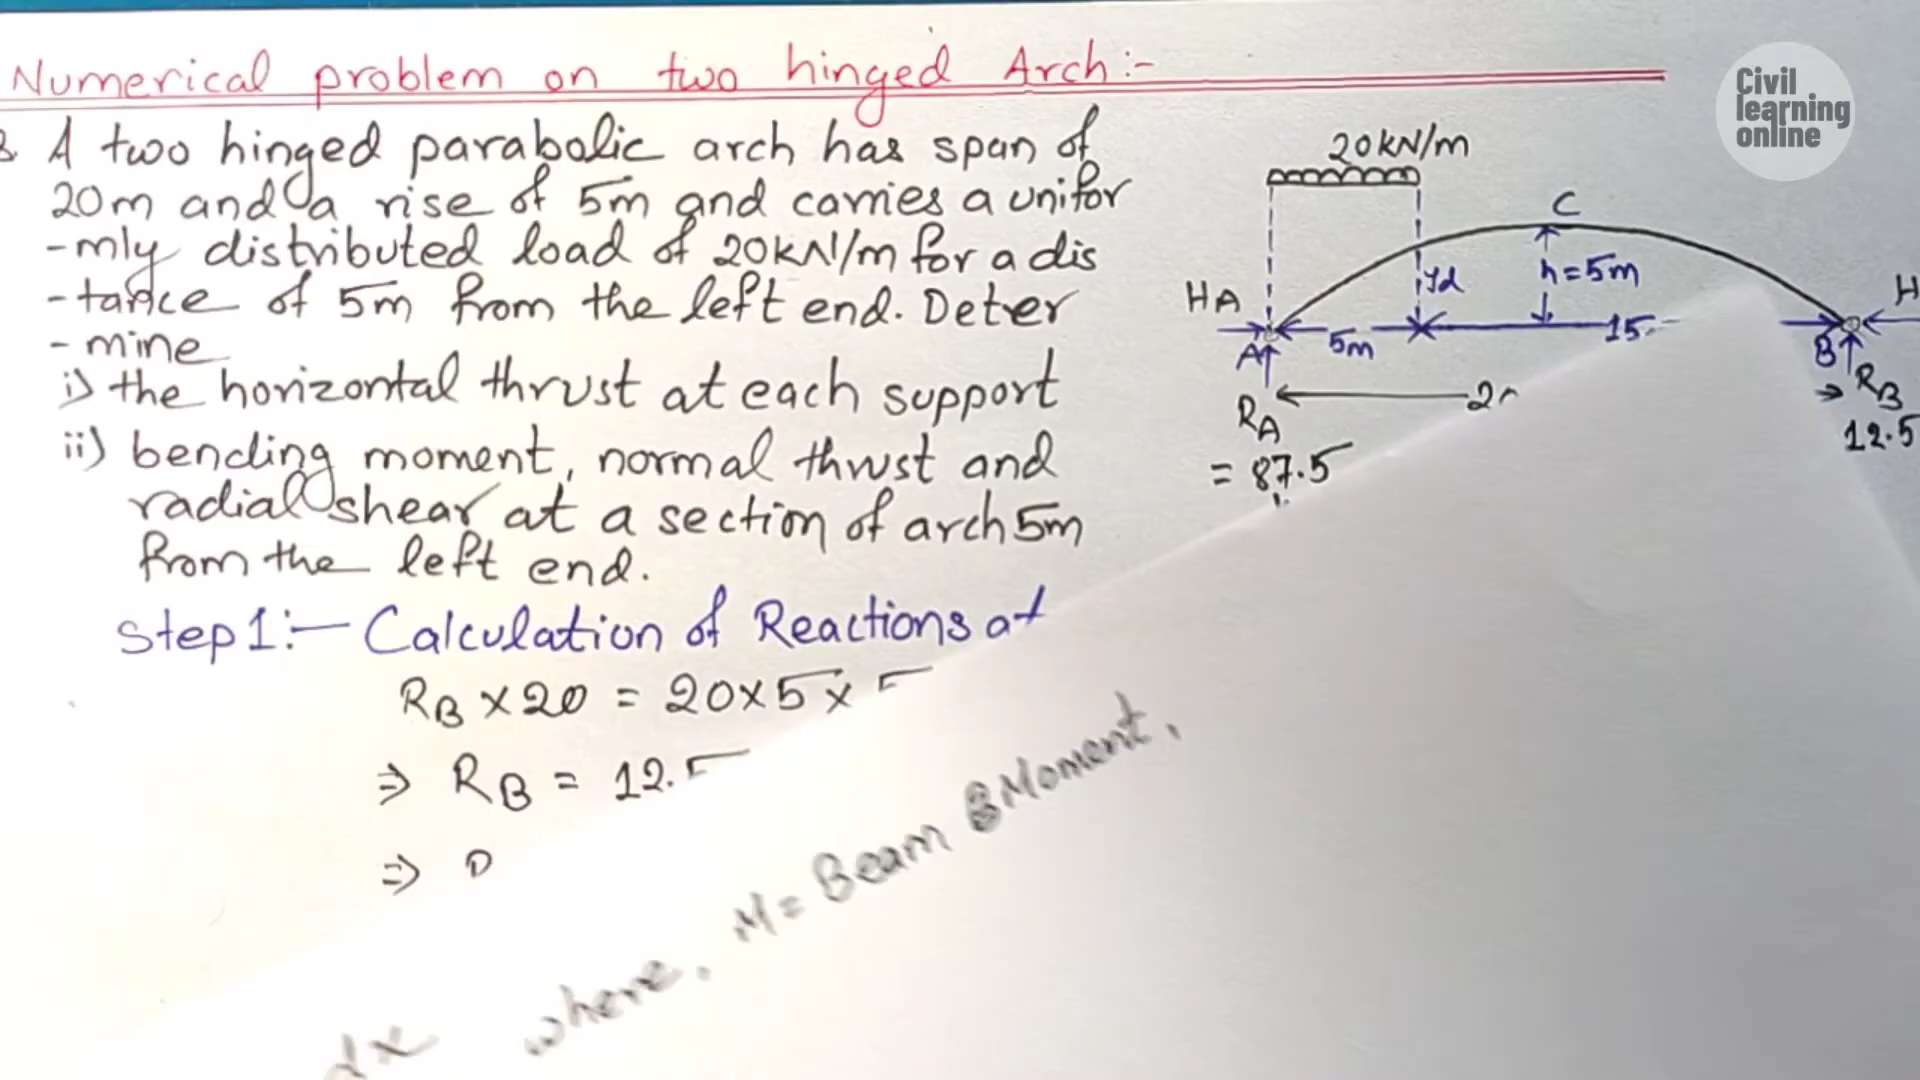 Numerical problem on two hinged Arch:-
A two hinged parabolic arch has span of
20m and a rise of 5m and carries a unifor
-mly distributed load of 20kN/m for a dis
-tance of 5m from the left end. Deter
-mine
i) the horizontal thrust at each support
ii) bending moment, normal thrust and
radial shear at a section of arch 5m
from the left end.
Step1:- Calculation of Reactions at
RB × 20 = 20×5×
⇒ RB = 12.5
⇒
where, M = Beam Moment,
dx
20kN/m
C
yd
h=5m
HA
H
A
5m
15
B
RA
RB
= 87.5
12.5
Civil
learning
online